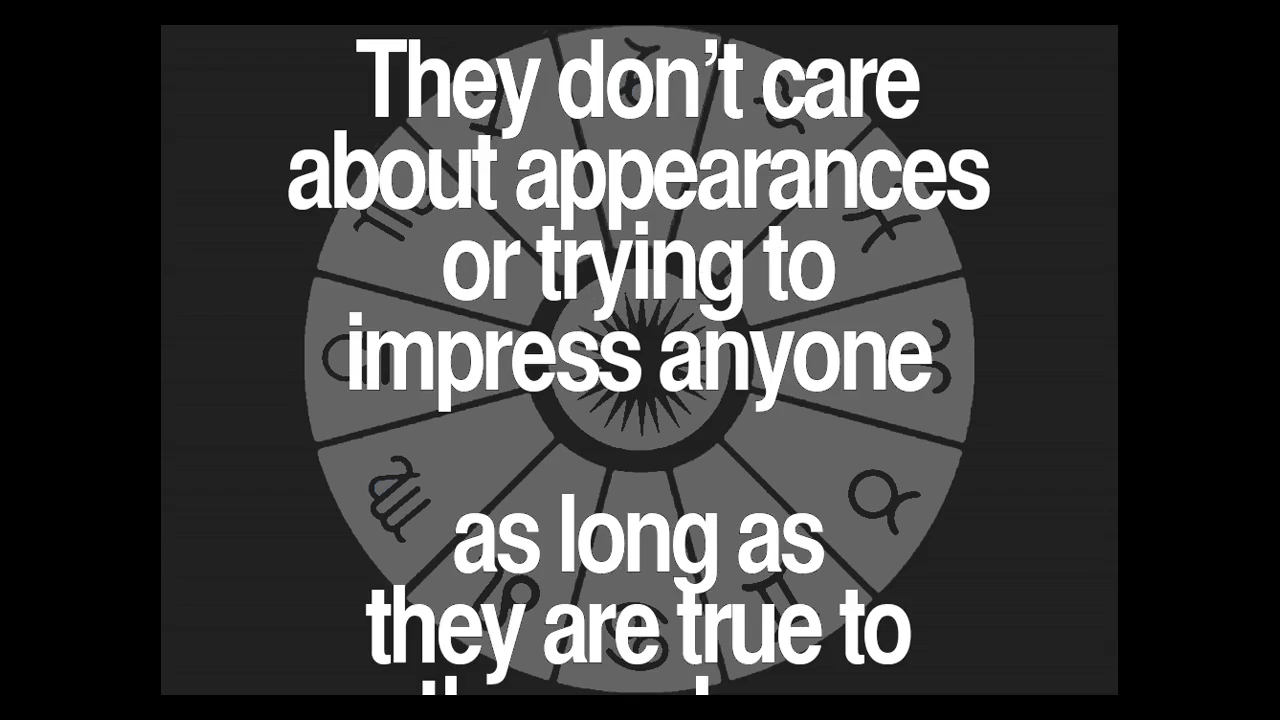 They don’t care
about appearances
or trying to
impress anyone
as long as
they are true to